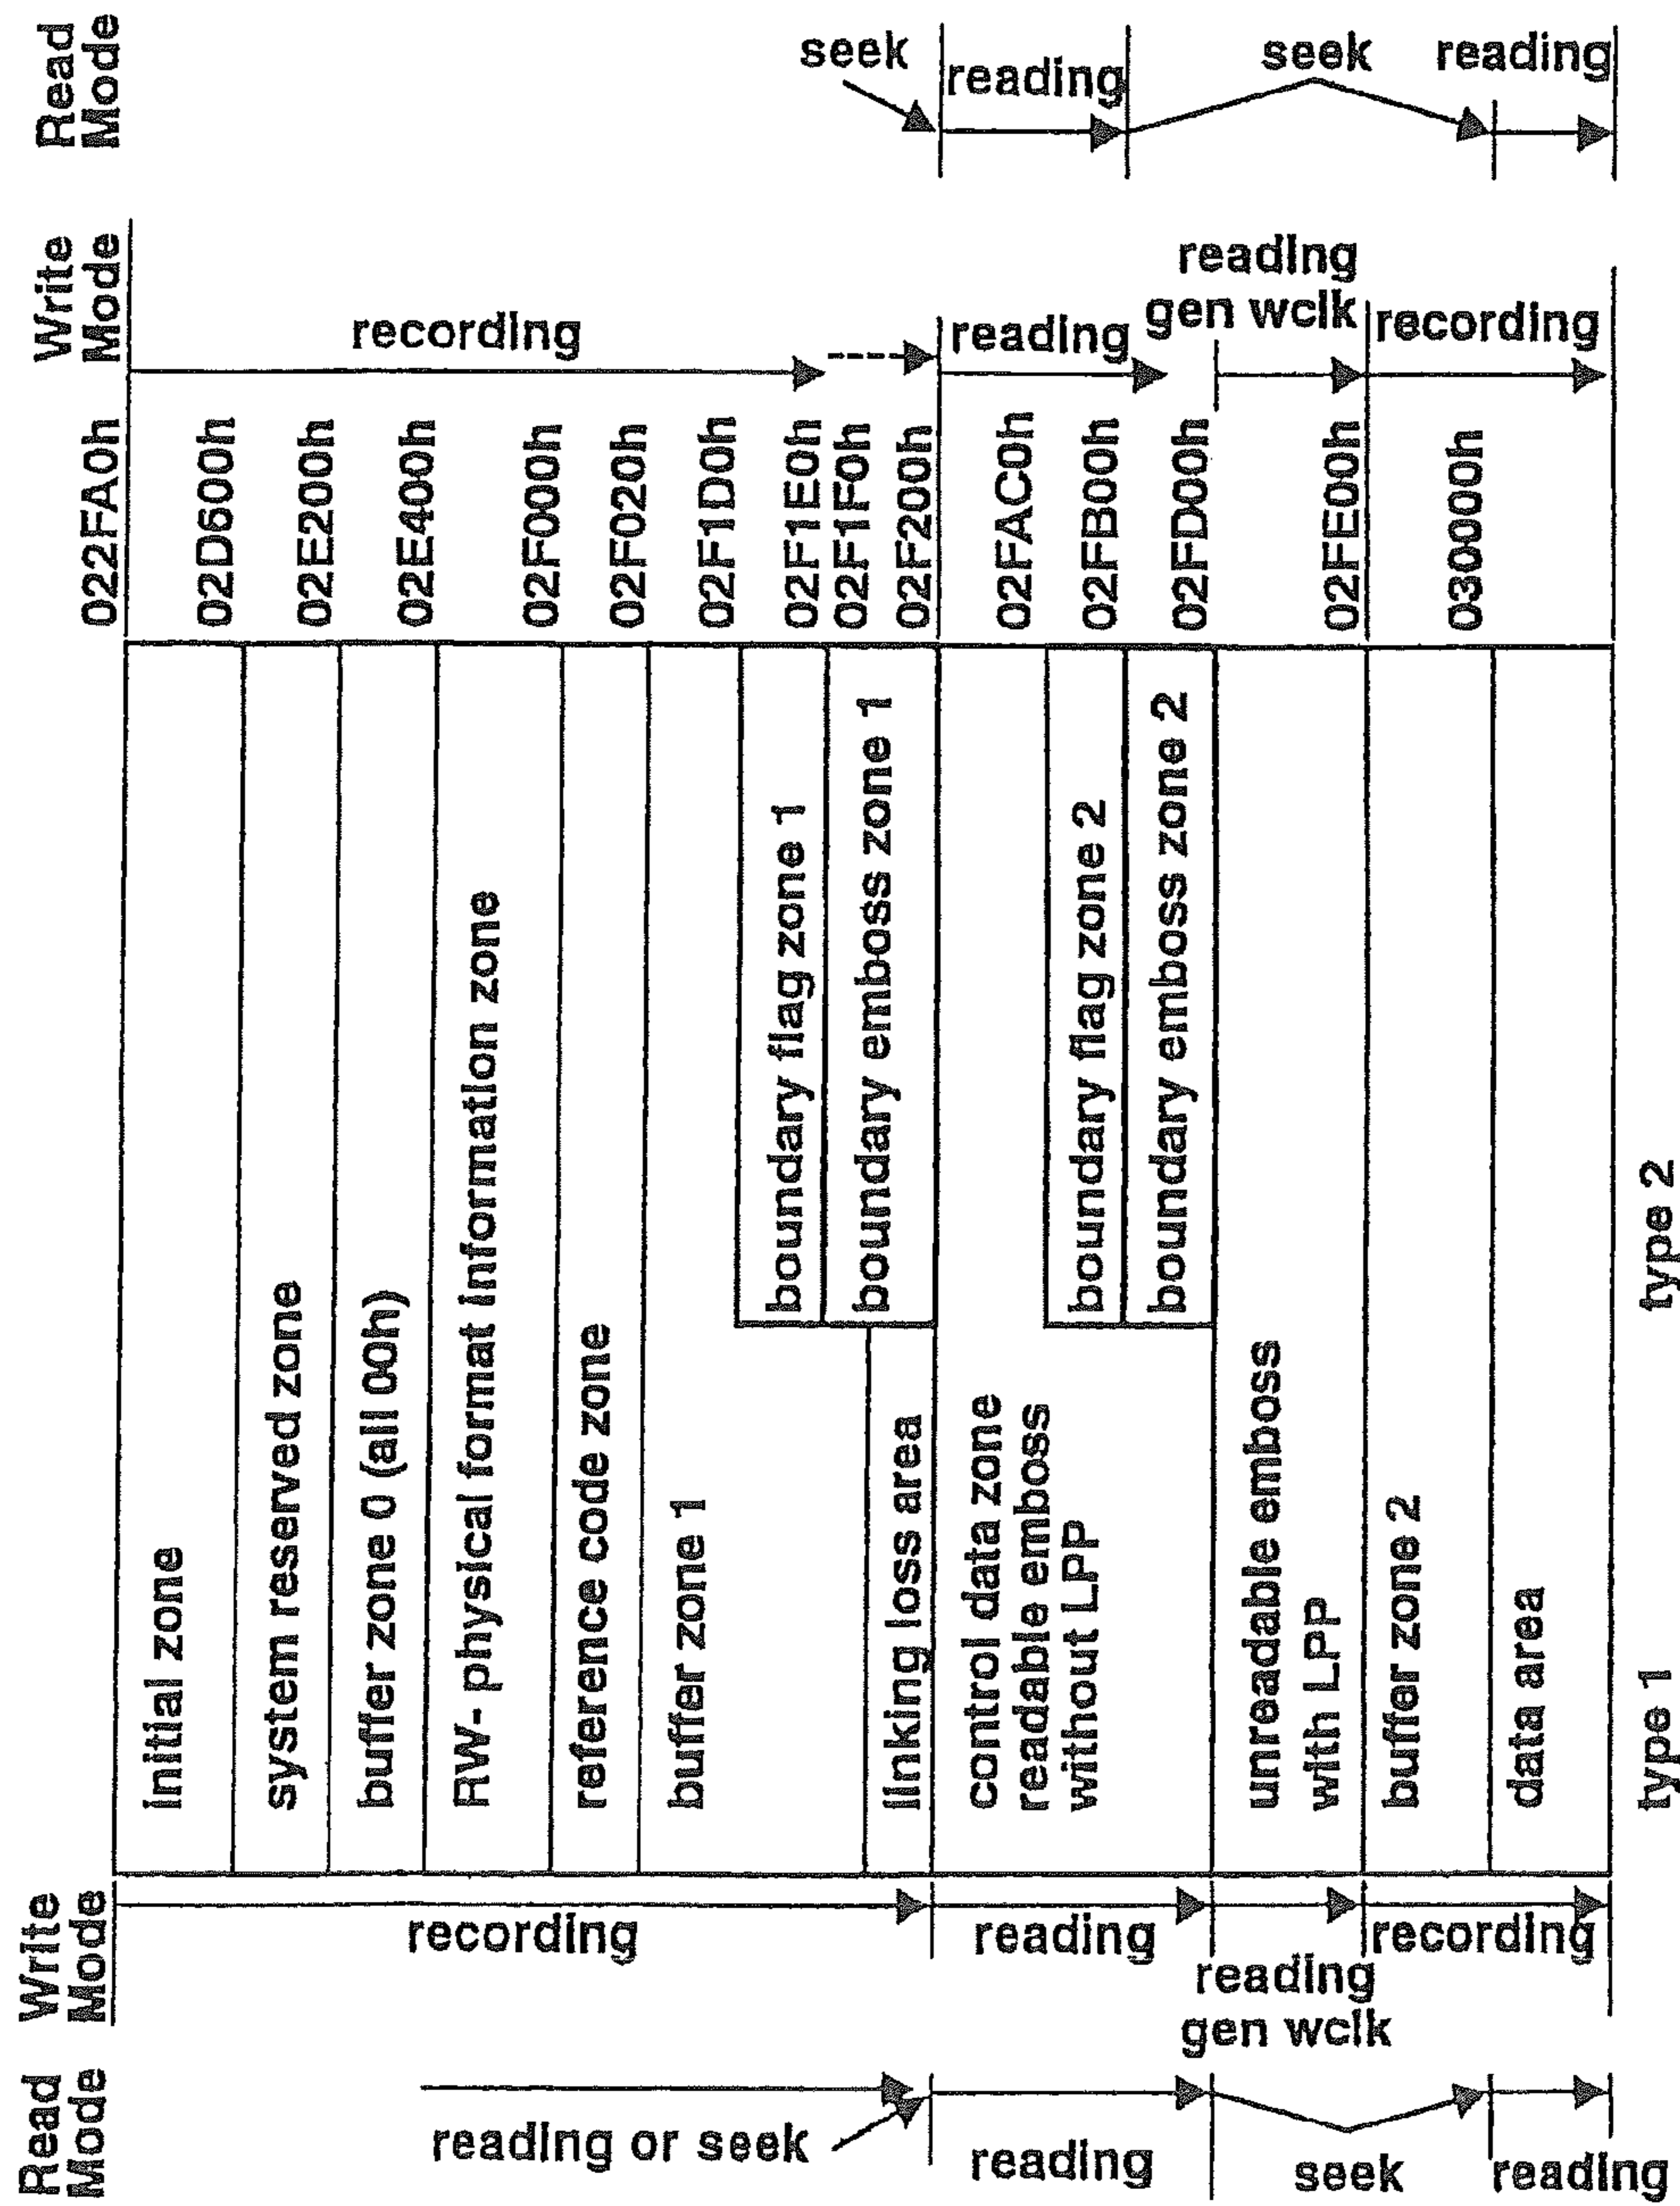 Read
Mode
reading or seek
reading
seek
reading
Write
Mode
recording
reading
reading
gen wclk
recording
type 1
type 2
initial zone
system reserved zone
buffer zone 0 (all 00h)
RW- physical format information zone
reference code zone
buffer zone 1
linking loss area
boundary flag zone 1
boundary emboss zone 1
control data zone
readable emboss
without LPP
boundary flag zone 2
boundary emboss zone 2
unreadable emboss
with LPP
buffer zone 2
data area
022FA0h
02D600h
02E200h
02E400h
02F000h
02F020h
02F1D0h
02F1E0h
02F1F0h
02F200h
02FAC0h
02FB00h
02FD00h
02FE00h
030000h
Write
Mode
recording
reading
reading
gen wclk
recording
Read
Mode
seek
reading
seek
reading